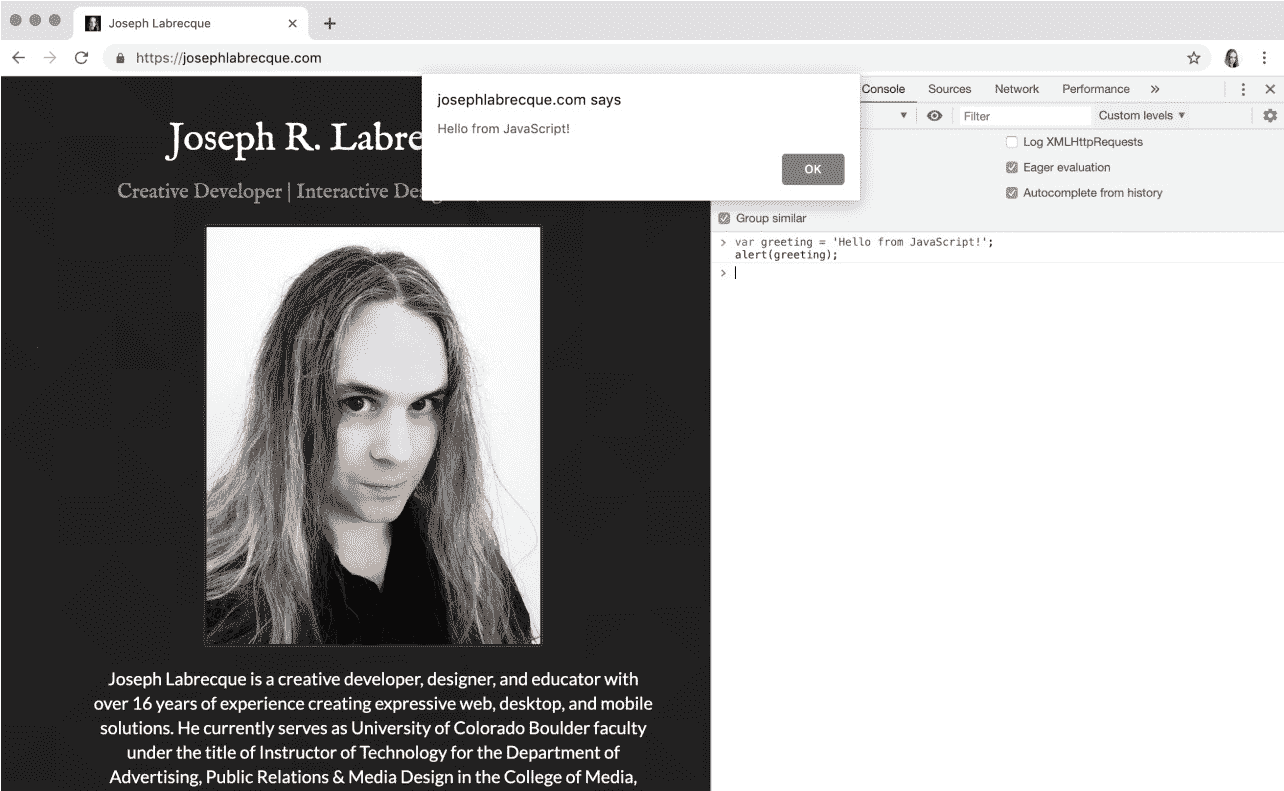 Joseph Labrecque
https://josephlabrecque.com
josephlabrecque.com says
Hello from JavaScript!
OK
Console Sources Network Performance »
Filter Custom levels ▼
Log XMLHttpRequests
Eager evaluation
Autocomplete from history
Group similar
> var greeting = 'Hello from JavaScript!';
alert(greeting);
>
Joseph R.
Creative Developer | Interactive
Joseph Labrecque is a creative developer, designer, and educator with
over 16 years of experience creating expressive web, desktop, and mobile
solutions. He currently serves as University of Colorado Boulder faculty
under the title of Instructor of Technology for the Department of
Advertising, Public Relations & Media Design in the College of Media,